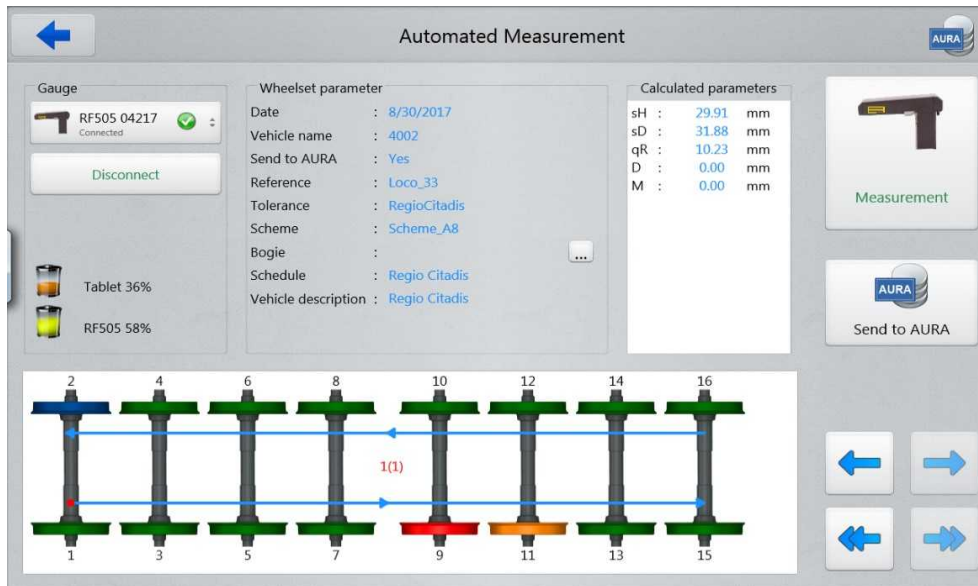 Automated Measurement
AURA
Gauge
RF505 04217
Connected
Disconnect
Tablet 36%
RF505 58%
Wheelset parameter
Date : 8/30/2017
Vehicle name : 4002
Send to AURA : Yes
Reference : Loco_33
Tolerance : RegioCitadis
Scheme : Scheme_A8
Bogie :
...
Schedule : Regio Citadis
Vehicle description : Regio Citadis
Calculated parameters
sH : 29.91 mm
sD : 31.88 mm
qR : 10.23 mm
D : 0.00 mm
M : 0.00 mm
Measurement
AURA
Send to AURA
2 4 6 8 10 12 14 16
1(1)
1 3 5 7 9 11 13 15